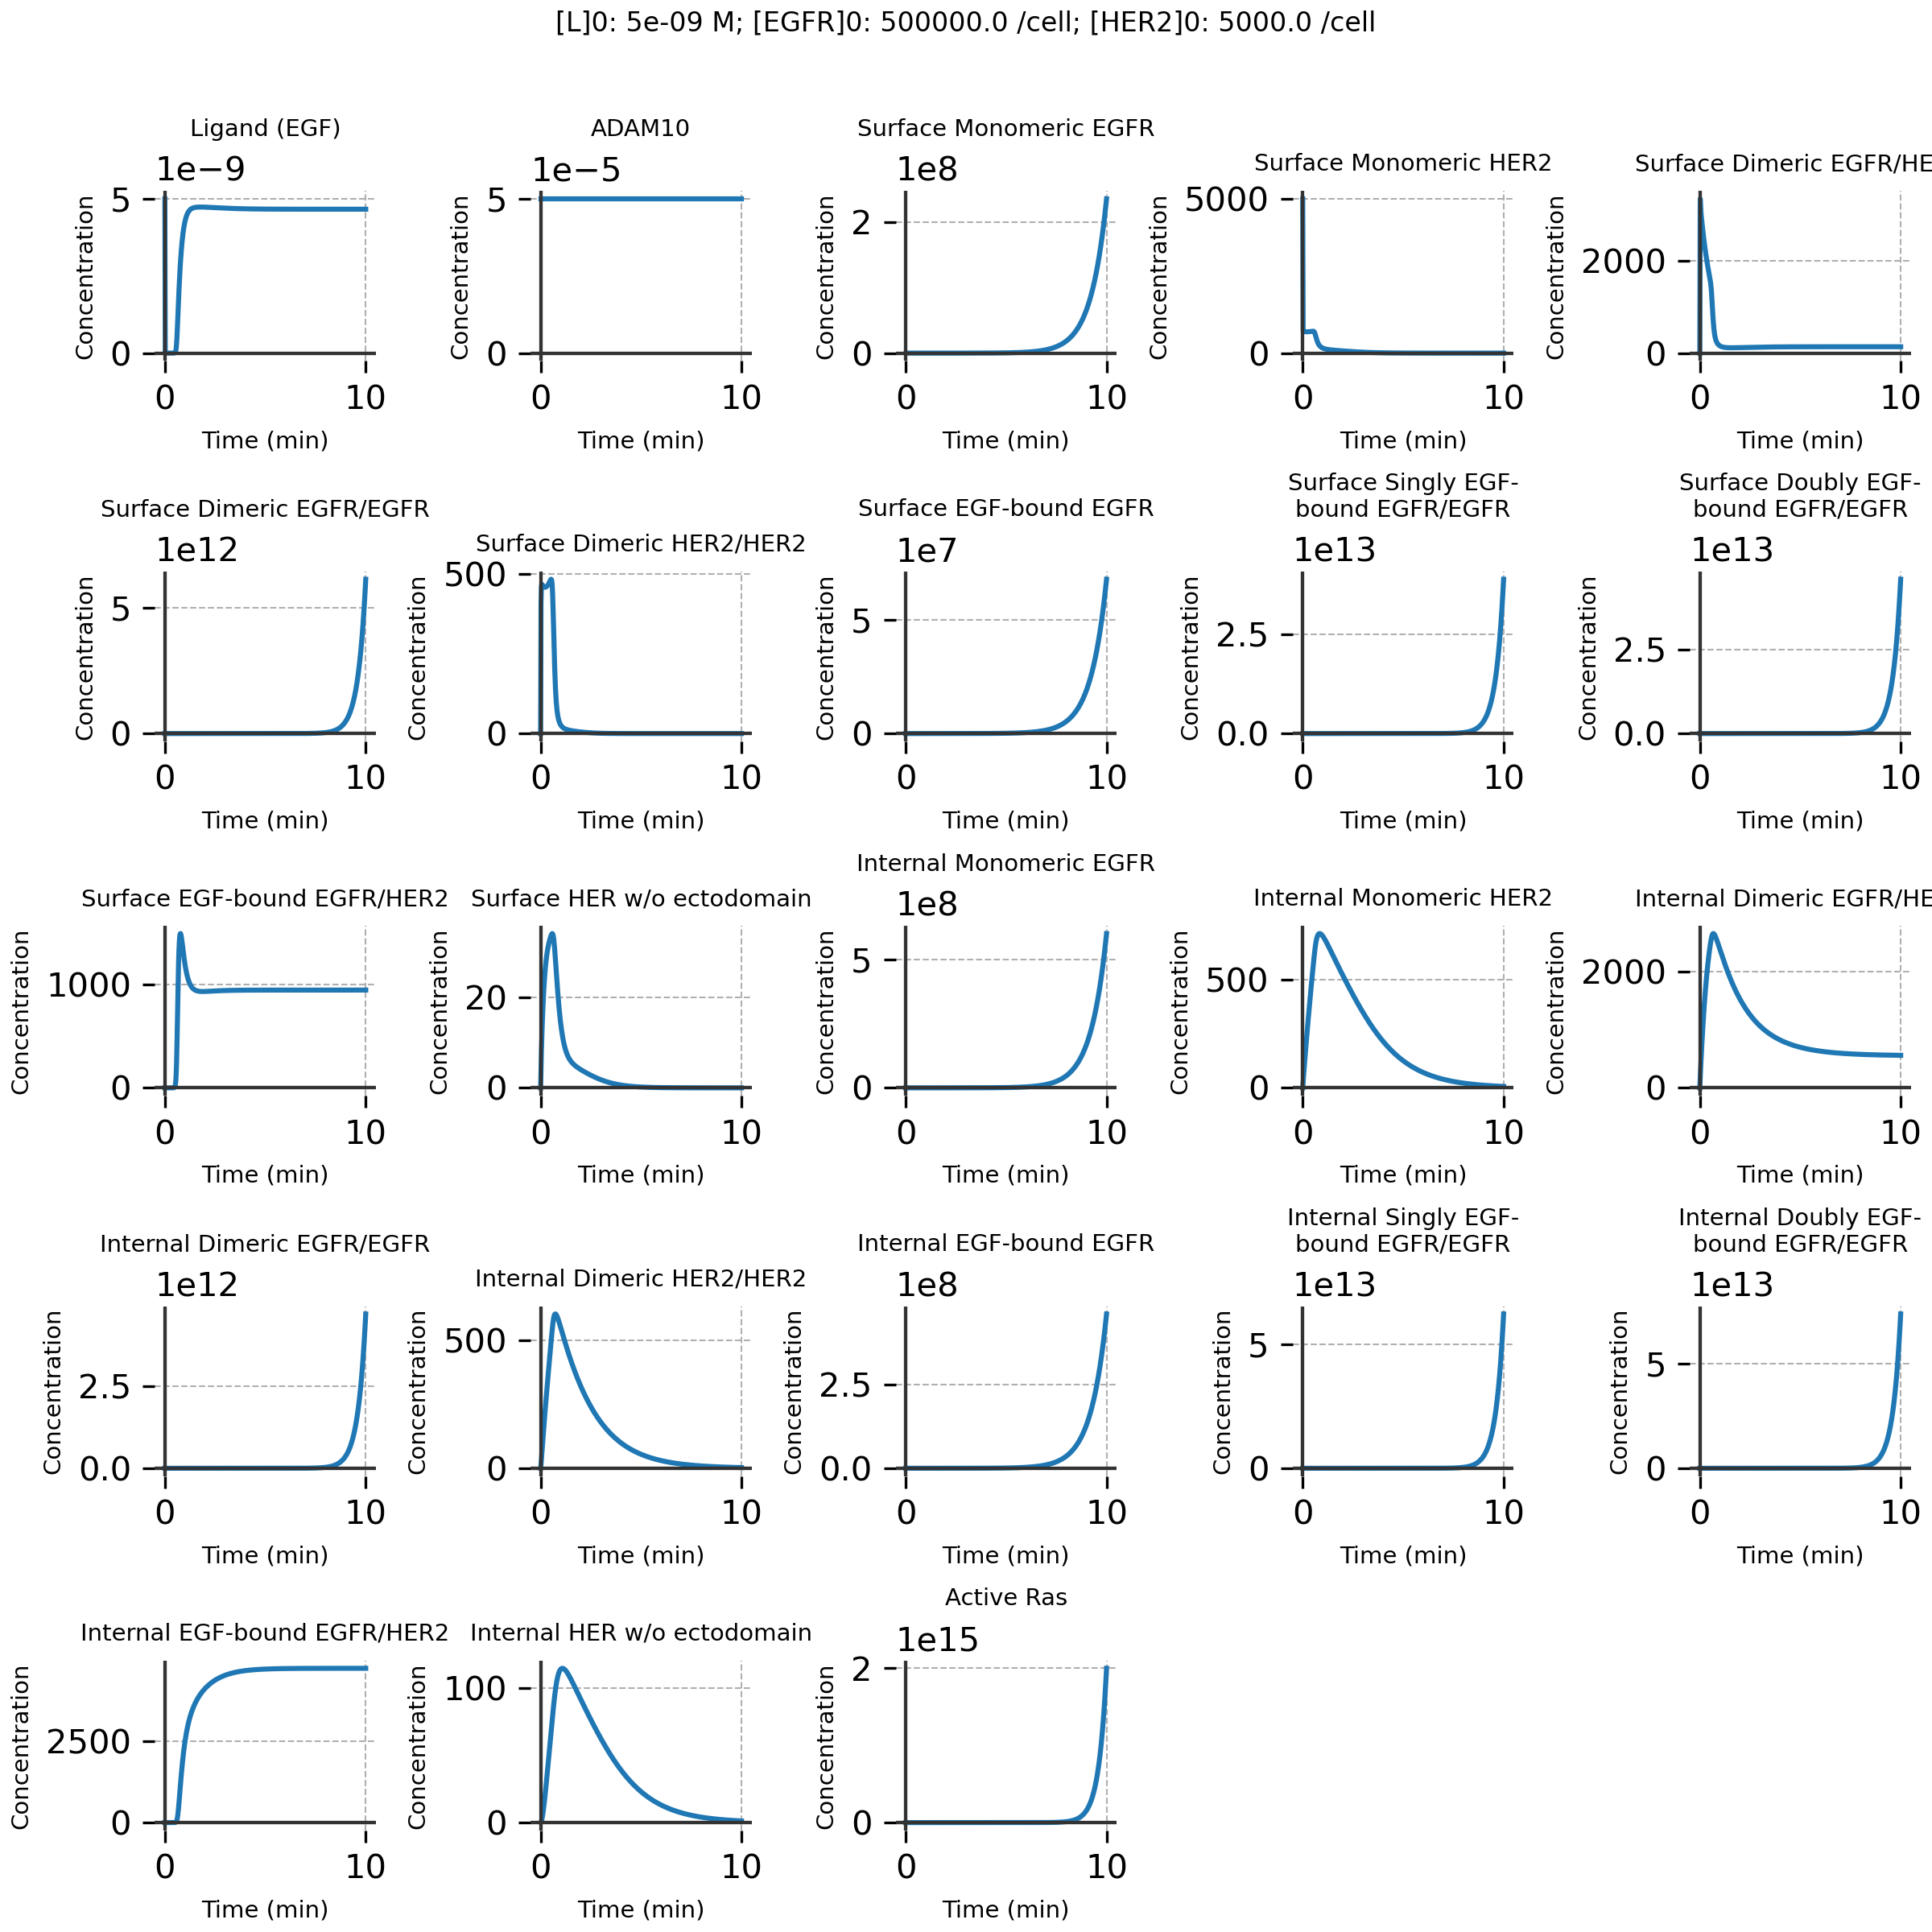 [L]0: 5e-09 M; [EGFR]0: 500000.0 /cell; [HER2]0: 5000.0 /cell
Ligand (EGF)
1e−9
5
0
Concentration
0
10
Time (min)
ADAM10
1e−5
5
0
Concentration
0
10
Time (min)
Surface Monomeric EGFR
1e8
2
0
Concentration
0
10
Time (min)
Surface Monomeric HER2
5000
0
Concentration
0
10
Time (min)
Surface Dimeric EGFR/HE
2000
0
Concentration
0
10
Time (min)
Surface Dimeric EGFR/EGFR
1e12
5
0
Concentration
0
10
Time (min)
Surface Dimeric HER2/HER2
500
0
Concentration
0
10
Time (min)
Surface EGF-bound EGFR
1e7
5
0
Concentration
0
10
Time (min)
Surface Singly EGF-
bound EGFR/EGFR
1e13
2.5
0.0
Concentration
0
10
Time (min)
Surface Doubly EGF-
bound EGFR/EGFR
1e13
2.5
0.0
Concentration
0
10
Time (min)
Surface EGF-bound EGFR/HER2
1000
0
Concentration
0
10
Time (min)
Surface HER w/o ectodomain
20
0
Concentration
0
10
Time (min)
Internal Monomeric EGFR
1e8
5
0
Concentration
0
10
Time (min)
Internal Monomeric HER2
500
0
Concentration
0
10
Time (min)
Internal Dimeric EGFR/HE
2000
0
Concentration
0
10
Time (min)
Internal Dimeric EGFR/EGFR
1e12
2.5
0.0
Concentration
0
10
Time (min)
Internal Dimeric HER2/HER2
500
0
Concentration
0
10
Time (min)
Internal EGF-bound EGFR
1e8
2.5
0.0
Concentration
0
10
Time (min)
Internal Singly EGF-
bound EGFR/EGFR
1e13
5
0
Concentration
0
10
Time (min)
Internal Doubly EGF-
bound EGFR/EGFR
1e13
5
0
Concentration
0
10
Time (min)
Internal EGF-bound EGFR/HER2
2500
0
Concentration
0
10
Time (min)
Internal HER w/o ectodomain
100
0
Concentration
0
10
Time (min)
Active Ras
1e15
2
0
Concentration
0
10
Time (min)